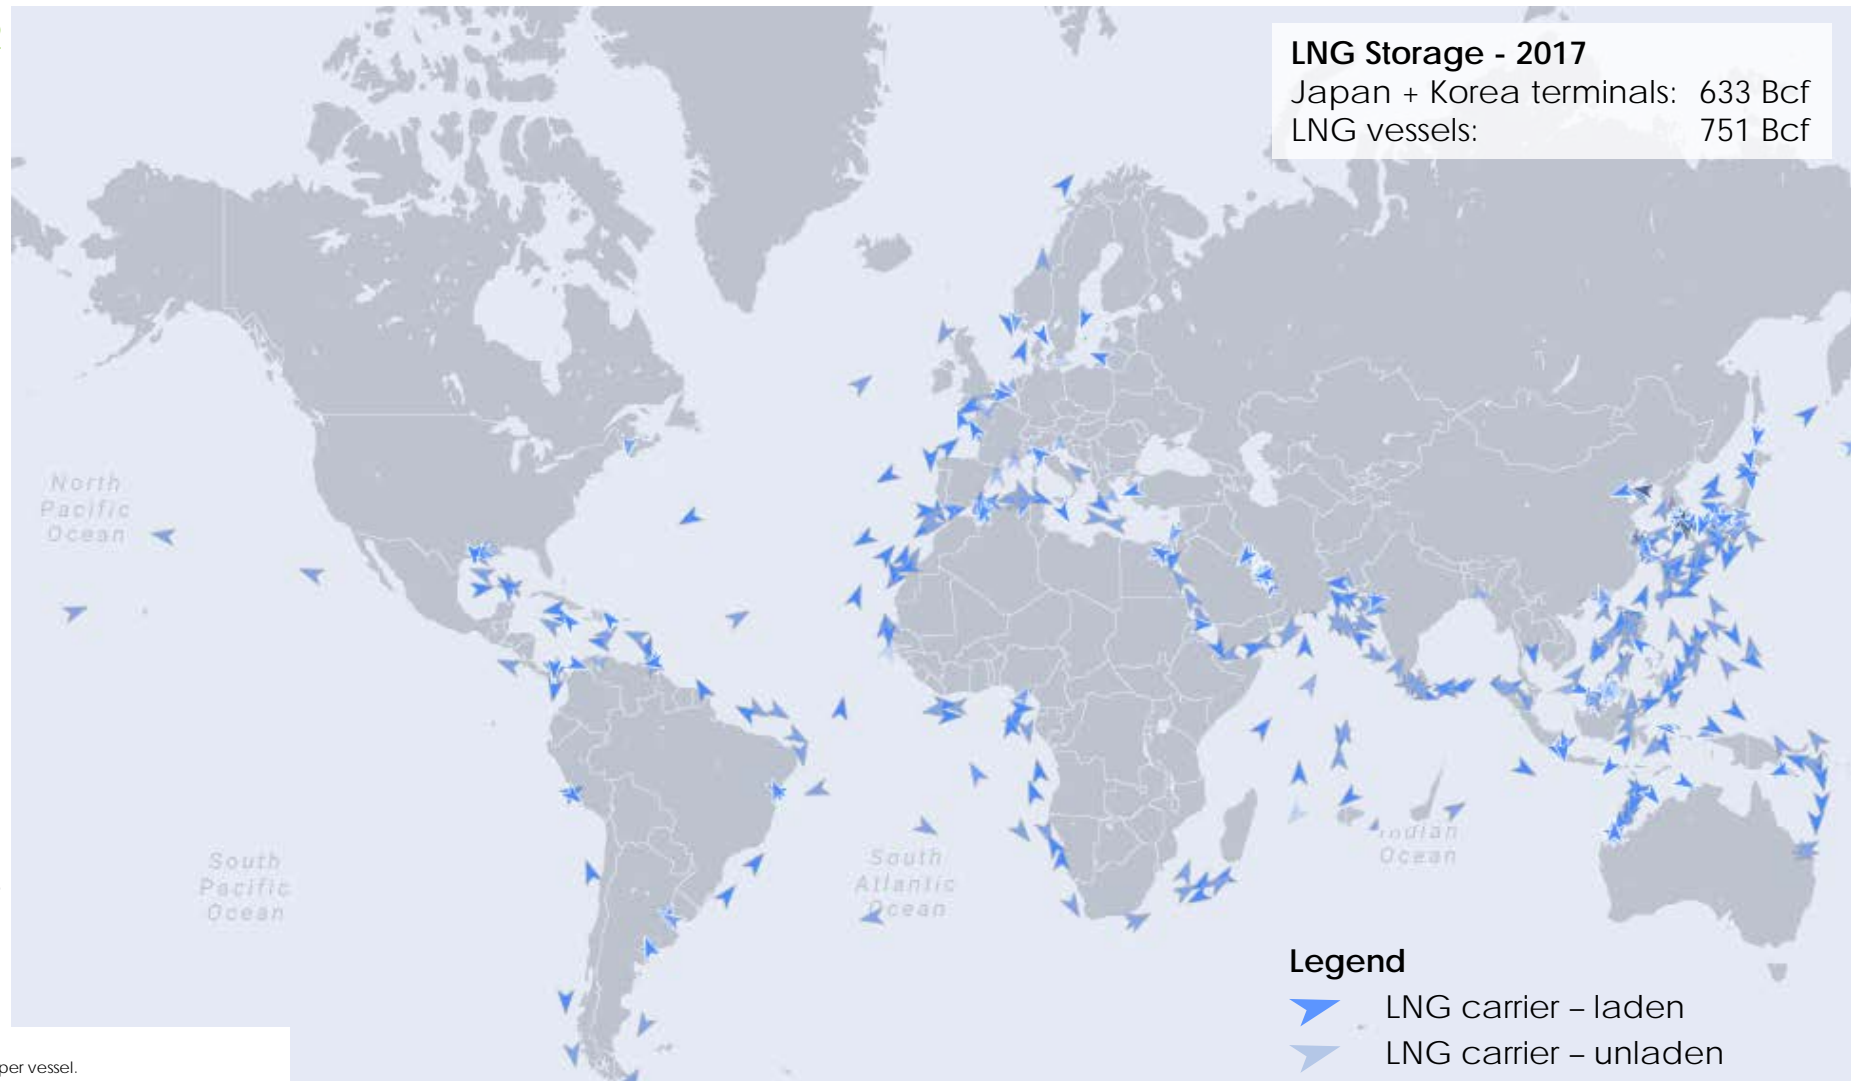 LNG Storage - 2017
Japan + Korea terminals: 633 Bcf
LNG vessels: 751 Bcf
North
Pacific
Ocean
South
Pacific
Ocean
South
Atlantic
Ocean
Indian
Ocean
Legend
LNG carrier – laden
LNG carrier – unladen
per vessel.